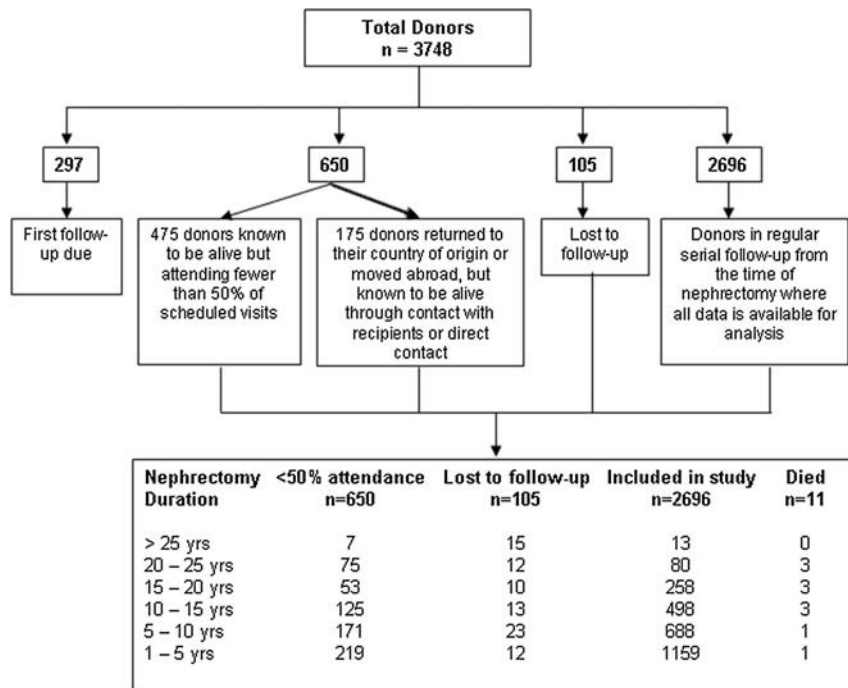 Total Donors
n = 3748
297
650
105
2696
First follow-
up due
475 donors known
to be alive but
attending fewer
than 50% of
scheduled visits
175 donors returned to
their country of origin or
moved abroad, but
known to be alive
through contact with
recipients or direct
contact
Lost to
follow-up
Donors in regular
serial follow-up from
the time of
nephrectomy where
all data is available for
analysis
Nephrectomy <50% attendance Lost to follow-up Included in study Died
Duration n=650 n=105 n=2696 n=11
> 25 yrs 7 15 13 0
20 – 25 yrs 75 12 80 3
15 – 20 yrs 53 10 258 3
10 – 15 yrs 125 13 498 3
5 – 10 yrs 171 23 688 1
1 – 5 yrs 219 12 1159 1